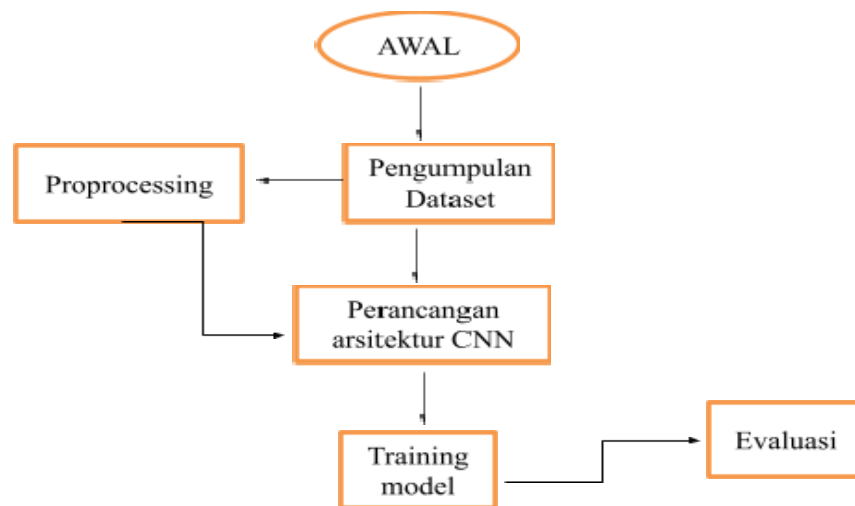 AWAL
Pengumpulan
Dataset
Proprocessing
Perancangan
arsitektur CNN
Training
model
Evaluasi